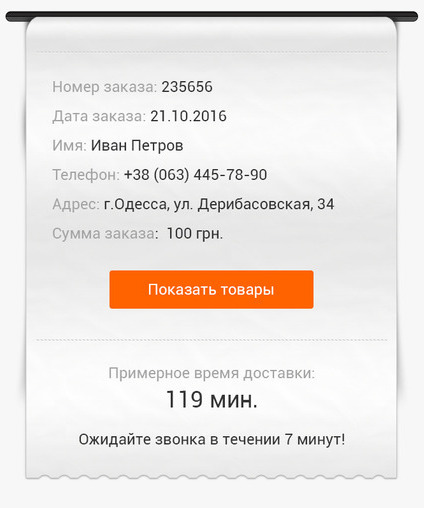 Номер заказа: 235656
Дата заказа: 21.10.2016
Имя: Иван Петров
Телефон: +38 (063) 445-78-90
Адрес: г.Одесса, ул. Дерибасовская, 34
Сумма заказа:  100 грн.
Показать товары
Примерное время доставки:
119 мин.
Ожидайте звонка в течении 7 минут!